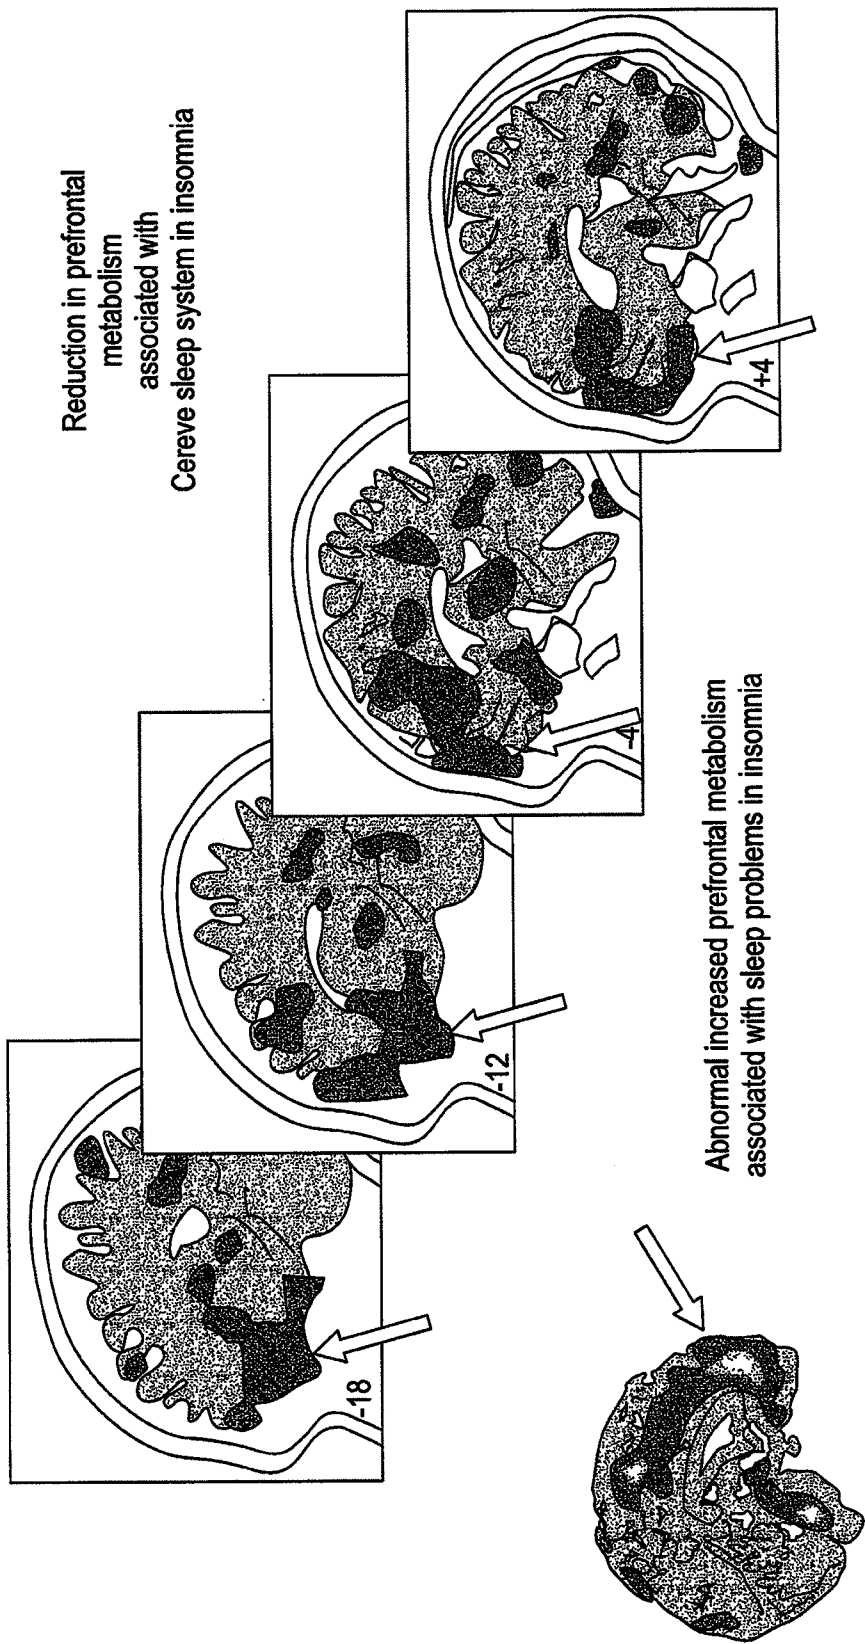 Reduction in prefrontal
metabolism
associated with
Cereve sleep system in insomnia
-18
-12
-4
+4
Abnormal increased prefrontal metabolism
associated with sleep problems in insomnia